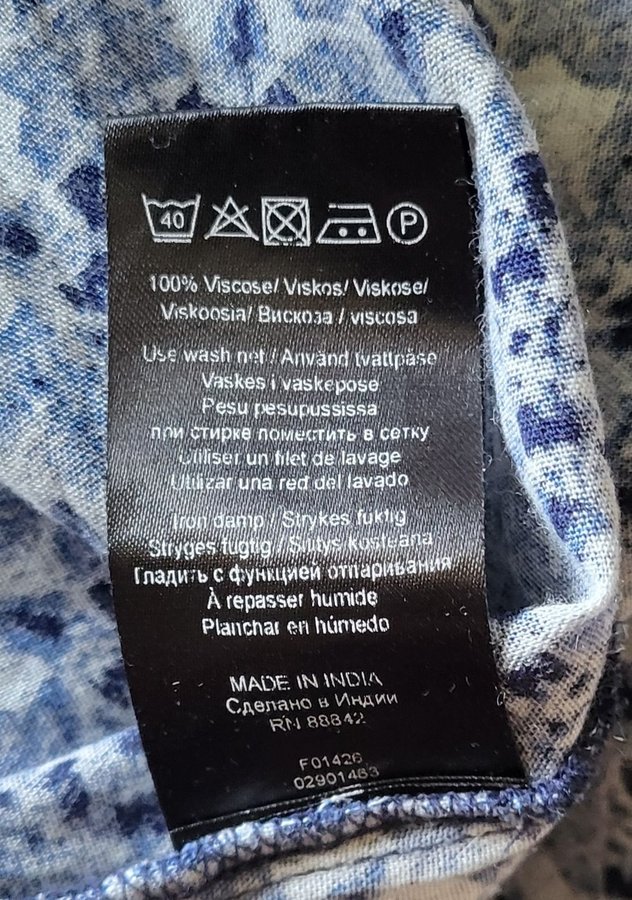 40 P
100% Viscose/ Viskos/ Viskose/
Viskoosia/ Вискоза / viscosa
Use wash net / Använd tvättpåse
Vaskes i vaskepose
Pesu pesupussissa
при стирке поместить в сетку
Utiliser un filet de lavage
Utilizar una red del lavado
Iron damp / Strykes fuktig
Stryges fugtig / Silitys kosteana
Гладить с функцией отпаривания
À repasser humide
Planchar en húmedo
MADE IN INDIA
Сделано в Индии
RN 88842
F01426
02901463